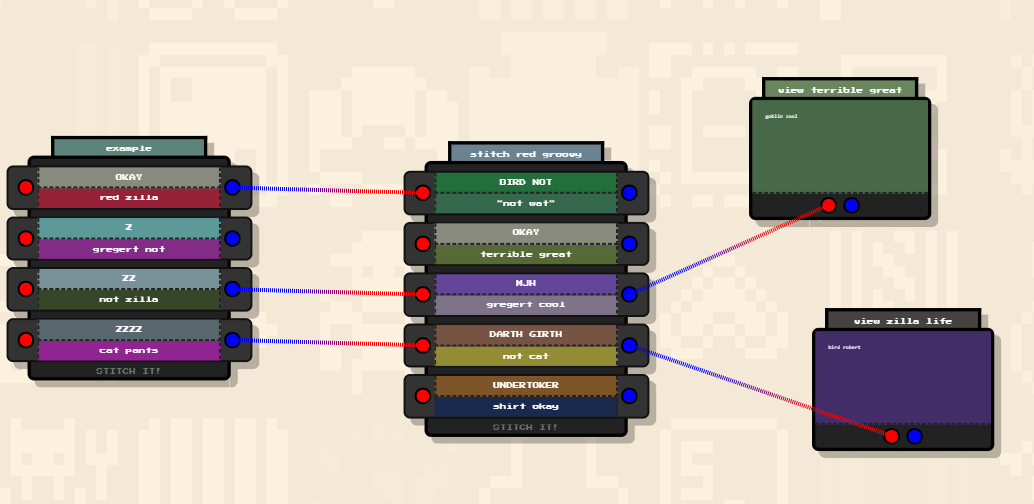 example
OKAY
red zilla
Z
gregert not
ZZ
not zilla
ZZZZ
cat pants
STITCH IT!
stitch red groovy
BIRD NOT
"not wat"
OKAY
terrible great
MJH
gregert cool
DARTH GIRTH
not cat
UNDERTOKER
shirt okay
STITCH IT!
view terrible great
goblin cool
view zilla life
bird robert